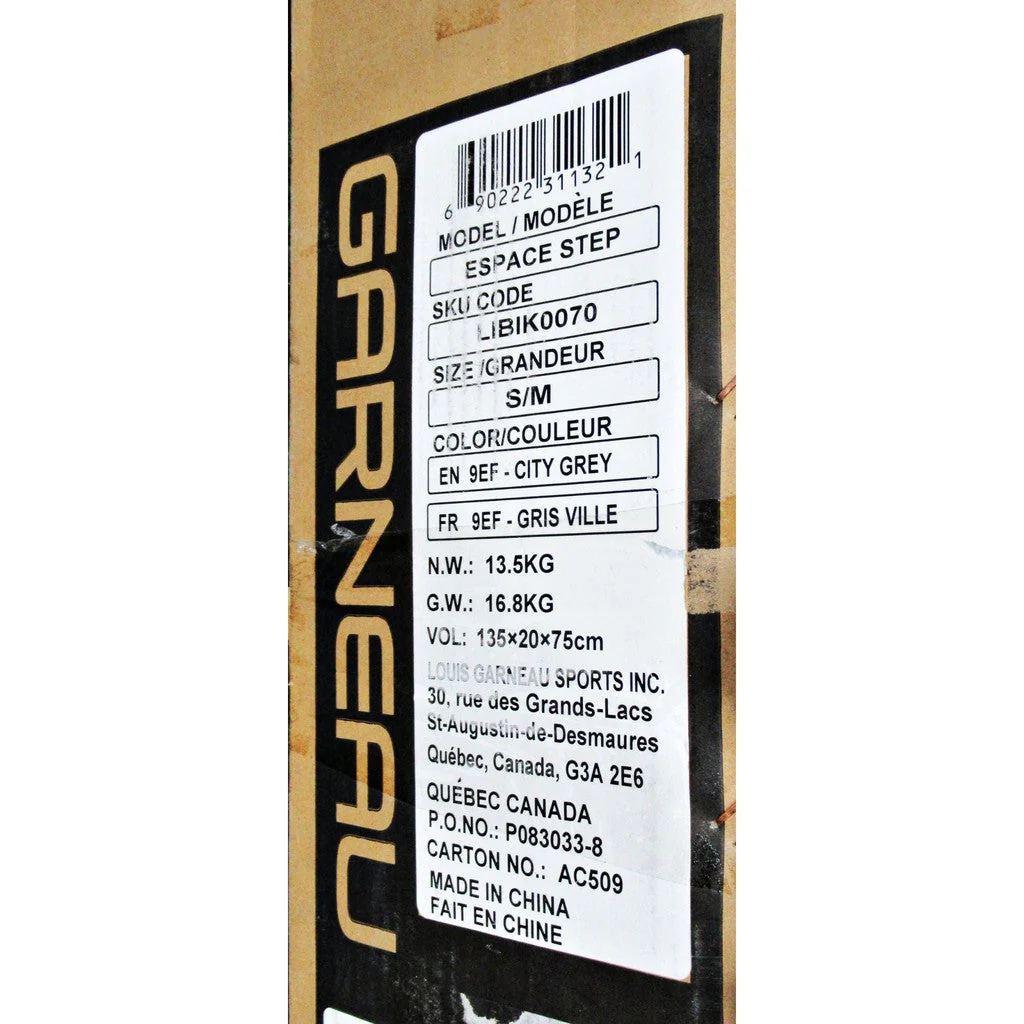 GARNEAU
6 90222 31132 1
MODEL / MODÈLE
ESPACE STEP
SKU CODE
LIBIK0070
SIZE /GRANDEUR
S/M
COLOR/COULEUR
EN 9EF - CITY GREY
FR 9EF - GRIS VILLE
N.W.: 13.5KG
G.W.: 16.8KG
VOL: 135×20×75cm
LOUIS GARNEAU SPORTS INC.
30, rue des Grands-Lacs
St-Augustin-de-Desmaures
Québec, Canada, G3A 2E6
QUÉBEC CANADA
P.O.NO.: P083033-8
CARTON NO.: AC509
MADE IN CHINA
FAIT EN CHINE